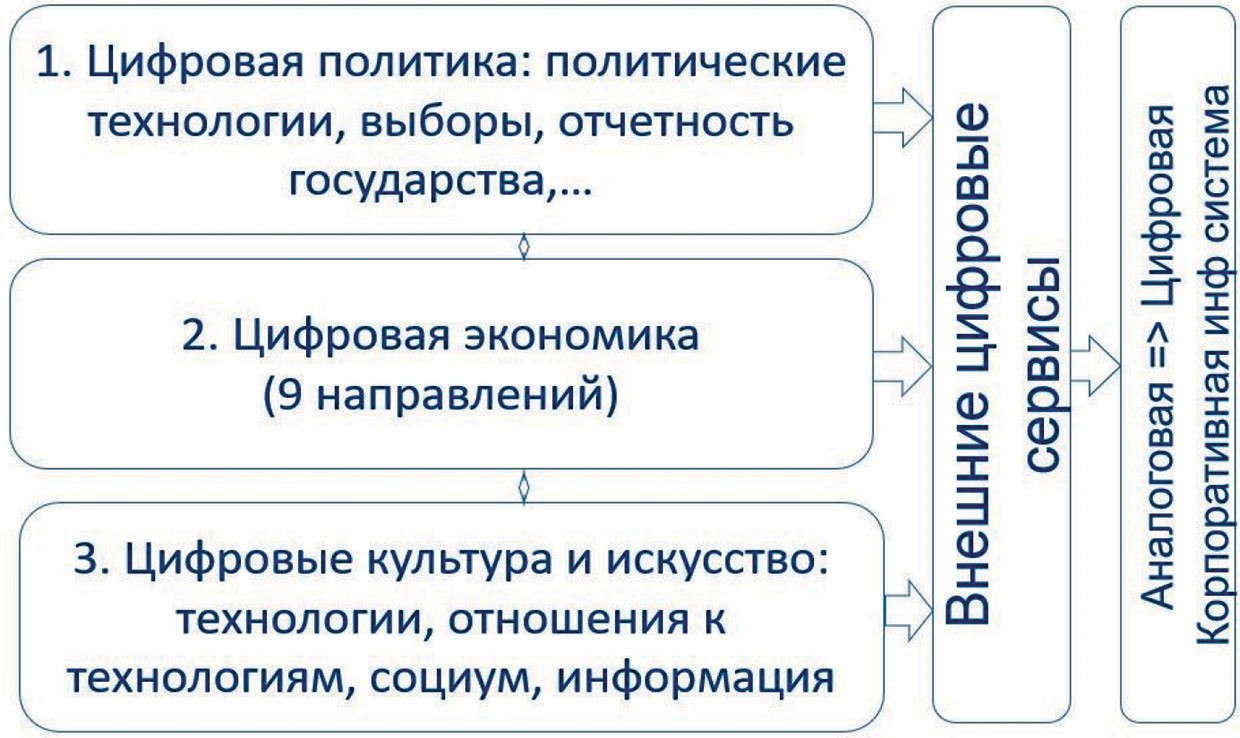 1. Цифровая политика: политические
технологии, выборы, отчетность
государства,...
2. Цифровая экономика
(9 направлений)
3. Цифровые культура и искусство:
технологии, отношения к
технологиям, социум, информация
Внешние цифровые
сервисы
Аналоговая => Цифровая
Корпоративная инф система